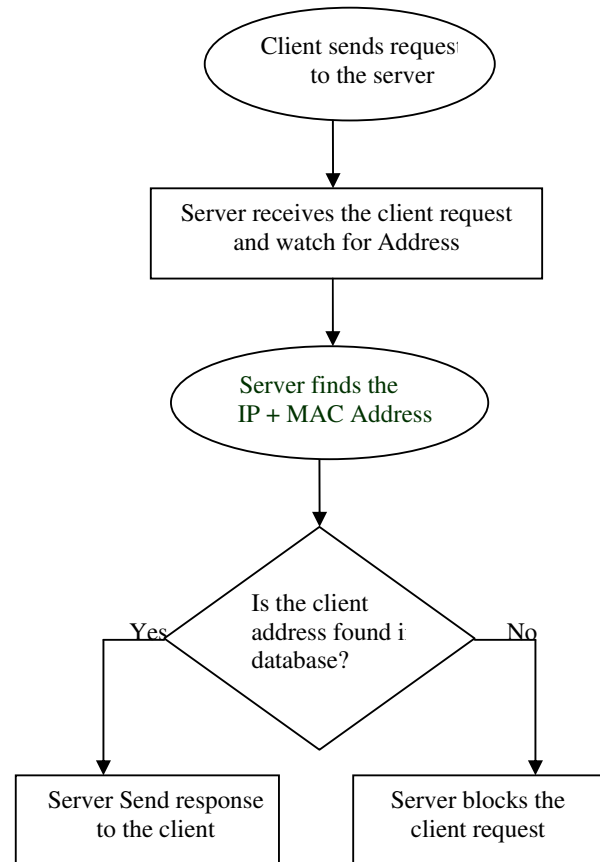 Client sends request
to the server
Server receives the client request
and watch for Address
Server finds the
IP + MAC Address
Is the client
address found i
database?
Yes
No
Server Send response
to the client
Server blocks the
client request